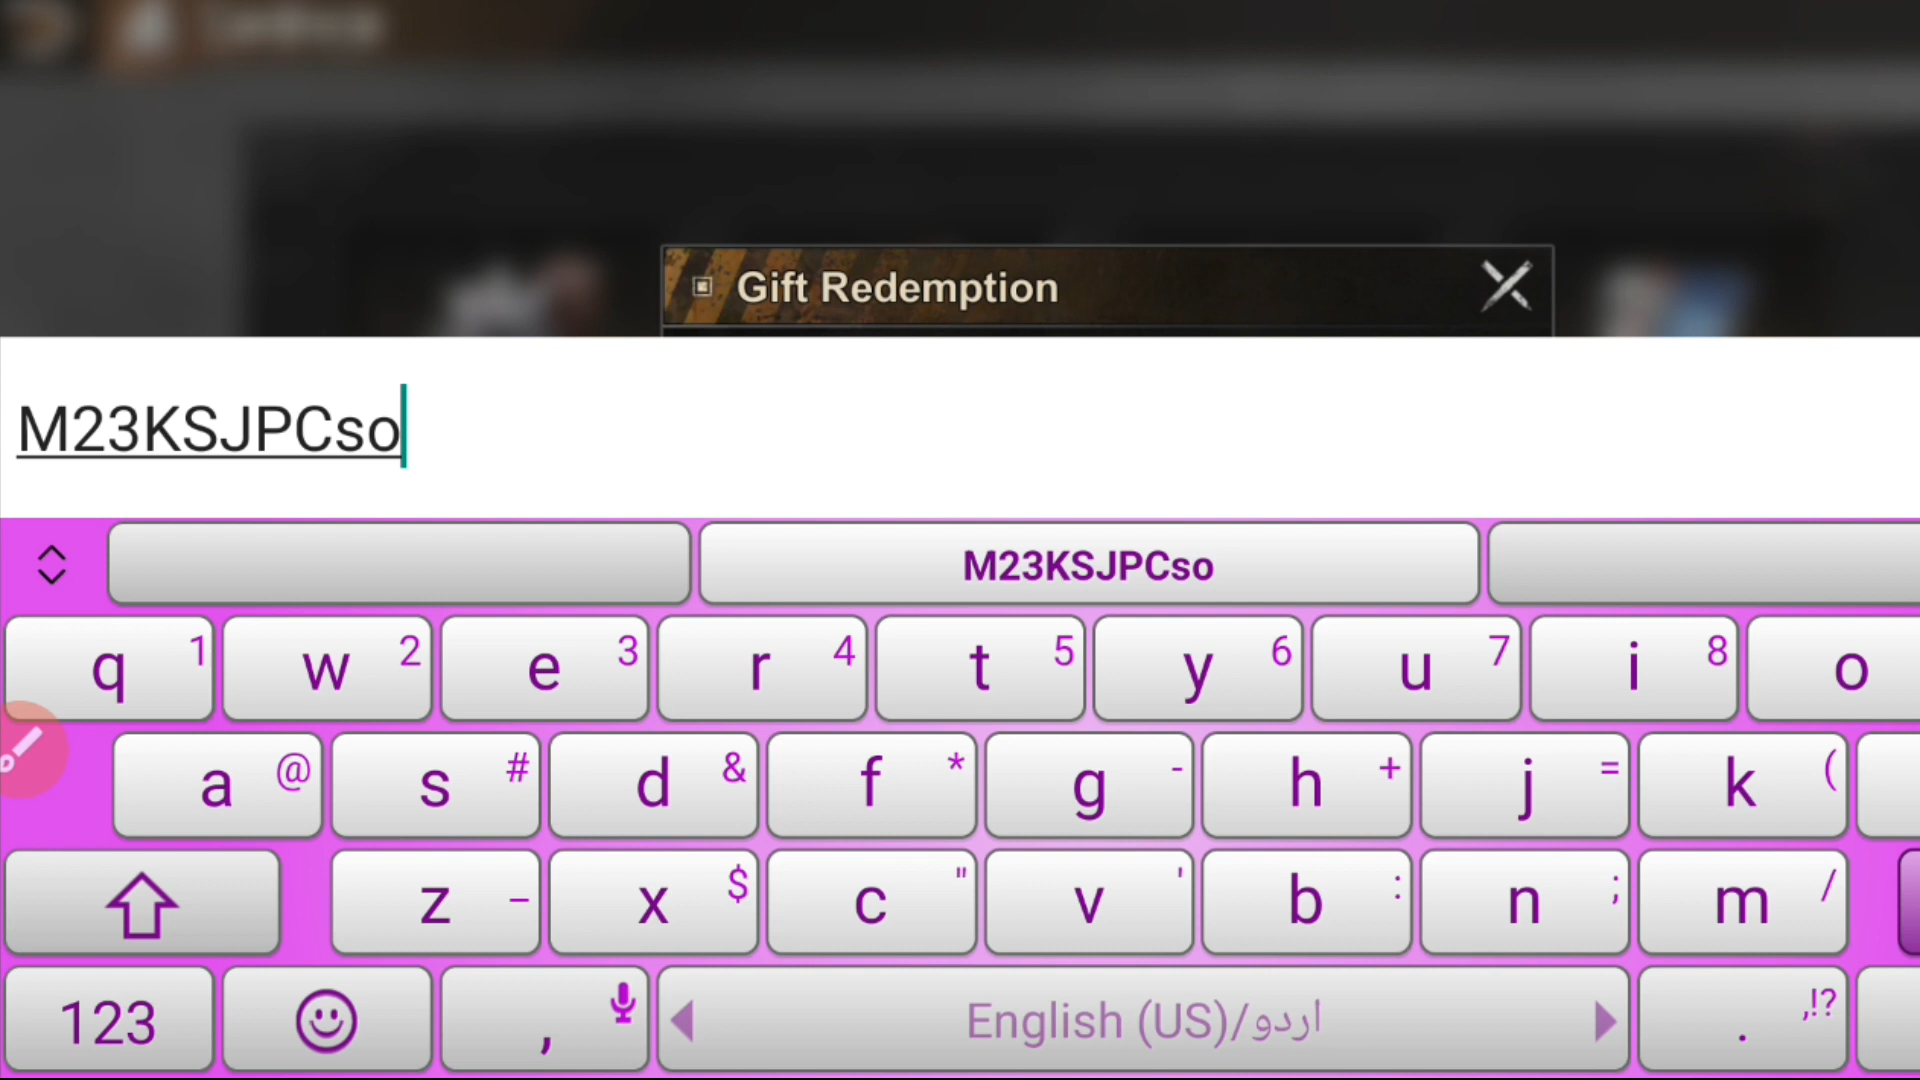 Gift Redemption
M23KSJPCso
M23KSJPCso
q 1 w 2 e 3 r 4 t 5 y 6 u 7 i 8 o
a @ s # d & f * g - h + j = k (
z _ x $ c " v ' b : n ; m /
123 , English (US)/اردو . ,!?